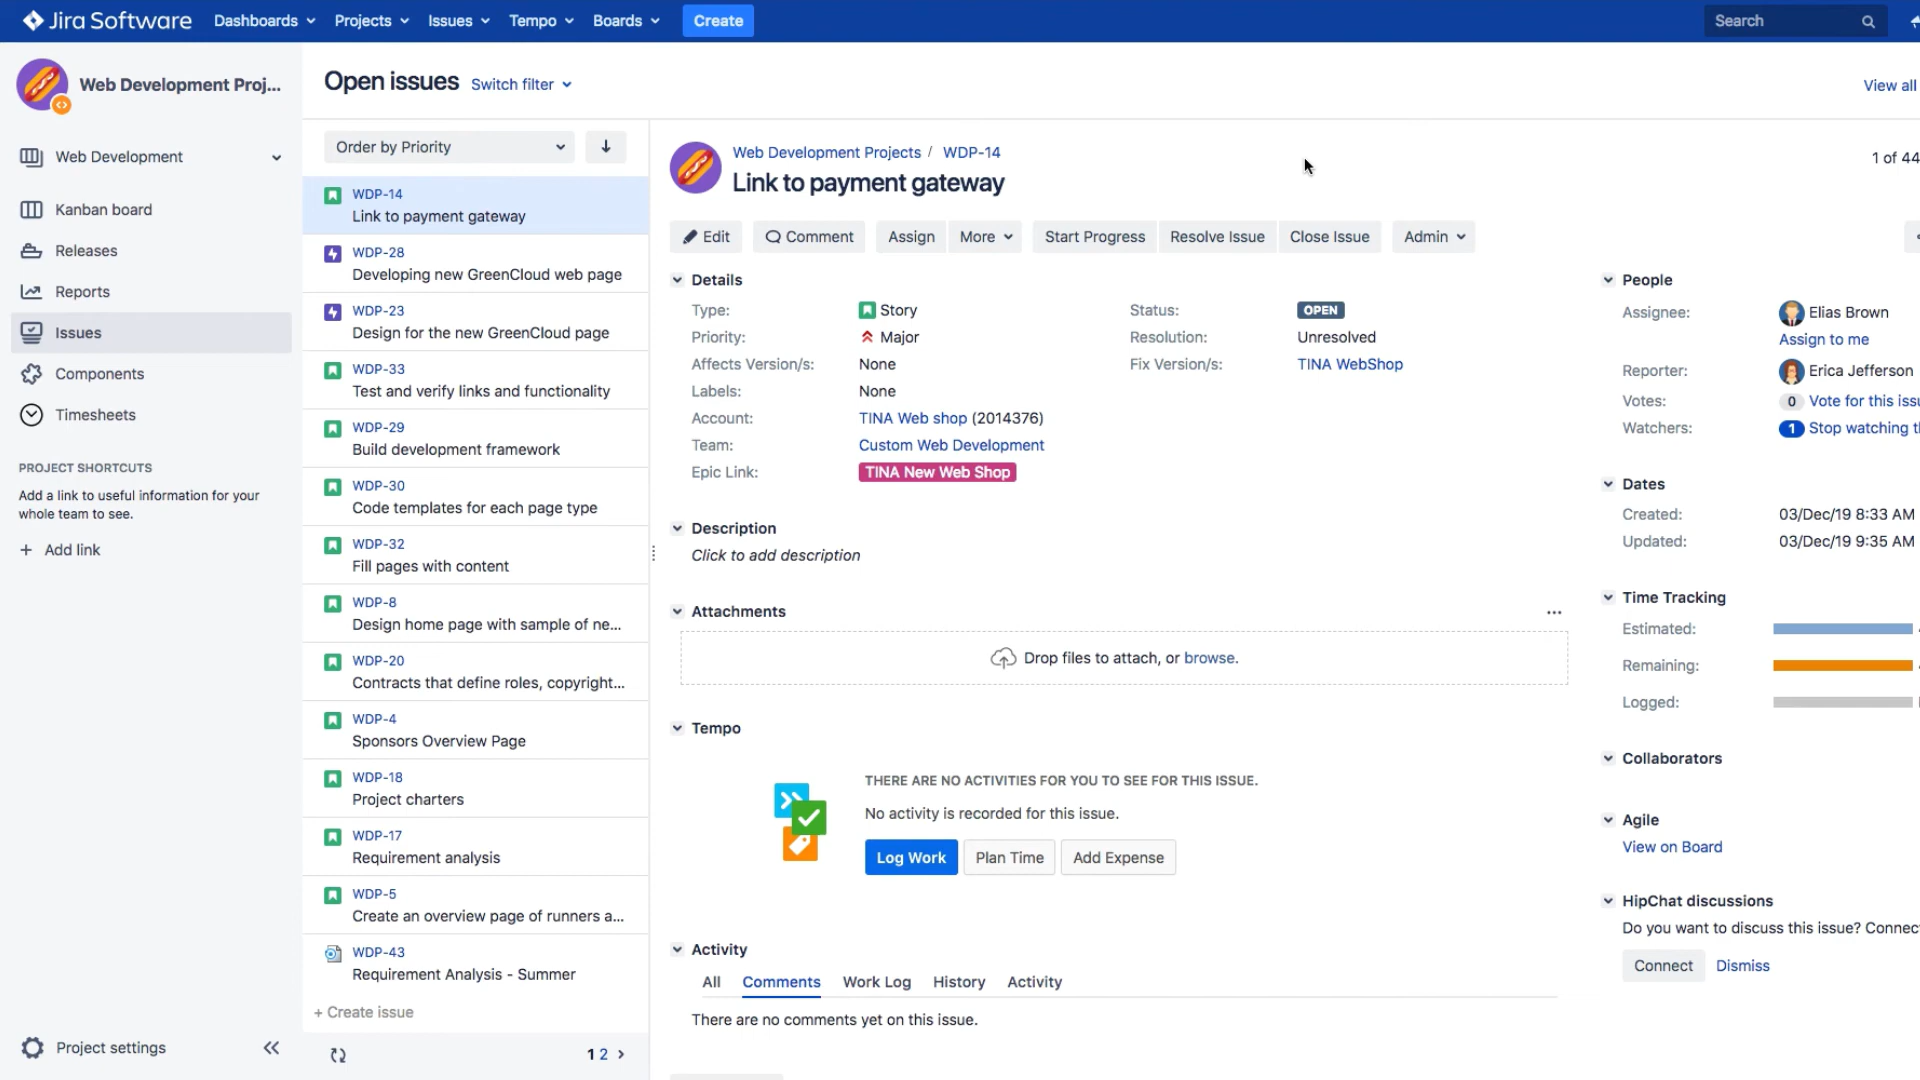 Jira Software Dashboards Projects Issues Tempo Boards Create Search
Web Development Proj...
Web Development
Kanban board
Releases
Reports
Issues
Components
Timesheets
PROJECT SHORTCUTS
Add a link to useful information for your
whole team to see.
+ Add link
Project settings
Open issues Switch filter
View all
Order by Priority
WDP-14
Link to payment gateway
WDP-28
Developing new GreenCloud web page
WDP-23
Design for the new GreenCloud page
WDP-33
Test and verify links and functionality
WDP-29
Build development framework
WDP-30
Code templates for each page type
WDP-32
Fill pages with content
WDP-8
Design home page with sample of ne...
WDP-20
Contracts that define roles, copyright...
WDP-4
Sponsors Overview Page
WDP-18
Project charters
WDP-17
Requirement analysis
WDP-5
Create an overview page of runners a...
WDP-43
Requirement Analysis - Summer
+ Create issue
1 2
Web Development Projects / WDP-14
1 of 44
Link to payment gateway
Edit Comment Assign More Start Progress Resolve Issue Close Issue Admin
Details
Type: Story
Priority: Major
Affects Version/s: None
Labels: None
Account: TINA Web shop (2014376)
Team: Custom Web Development
Epic Link: TINA New Web Shop
Status: OPEN
Resolution: Unresolved
Fix Version/s: TINA WebShop
Description
Click to add description
Attachments
Drop files to attach, or browse.
Tempo
THERE ARE NO ACTIVITIES FOR YOU TO SEE FOR THIS ISSUE.
No activity is recorded for this issue.
Log Work Plan Time Add Expense
Activity
All Comments Work Log History Activity
There are no comments yet on this issue.
People
Assignee: Elias Brown
Assign to me
Reporter: Erica Jefferson
Votes: 0 Vote for this
Watchers: 1 Stop watching
Dates
Created: 03/Dec/19 8:33 AM
Updated: 03/Dec/19 9:35 AM
Time Tracking
Estimated:
Remaining:
Logged:
Collaborators
Agile
View on Board
HipChat discussions
Do you want to discuss this issue? Connect
Connect Dismiss